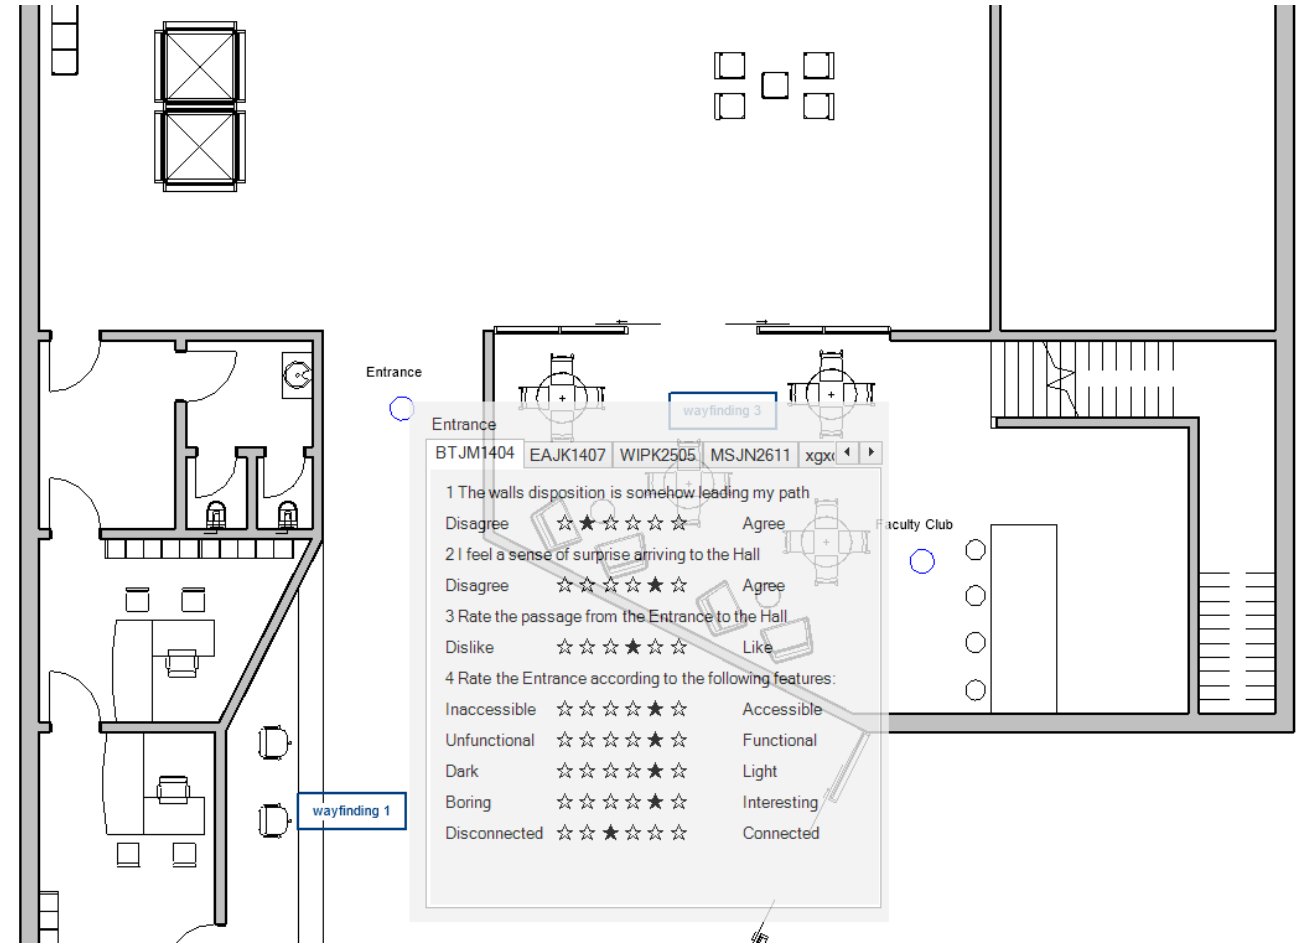 Entrance
wayfinding 3
Entrance
BTJM1404 EAJK1407 WIPK2505 MSJN2611
1 The walls disposition is somehow leading my path
Disagree Agree
Faculty Club
2 I feel a sense of surprise arriving to the Hall
Disagree Agree
3 Rate the passage from the Entrance to the Hall
Dislike Like
4 Rate the Entrance according to the following features:
Inaccessible Accessible
Unfunctional Functional
Dark Light
Boring Interesting
wayfinding 1
Disconnected Connected